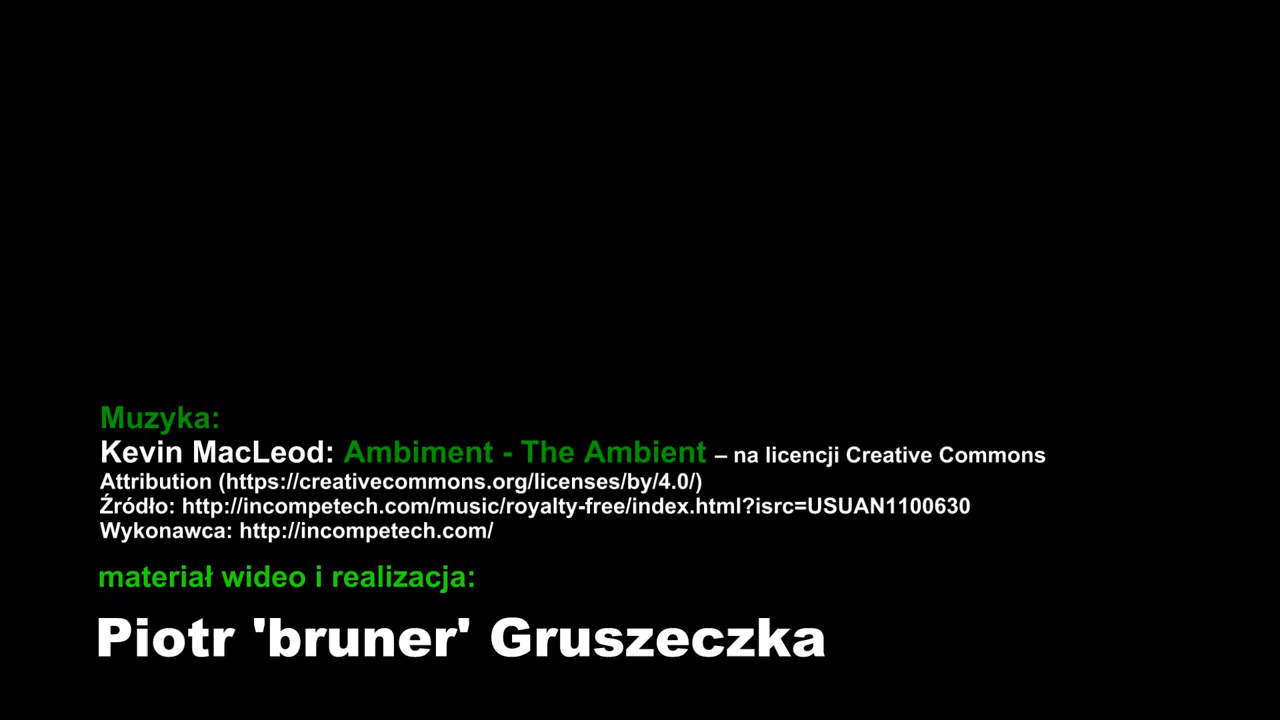 Muzyka:
Kevin MacLeod: Ambiment - The Ambient – na licencji Creative Commons
Attribution (https://creativecommons.org/licenses/by/4.0/)
Źródło: http://incompetech.com/music/royalty-free/index.html?isrc=USUAN1100630
Wykonawca: http://incompetech.com/
materiał wideo i realizacja:
Piotr 'bruner' Gruszeczka